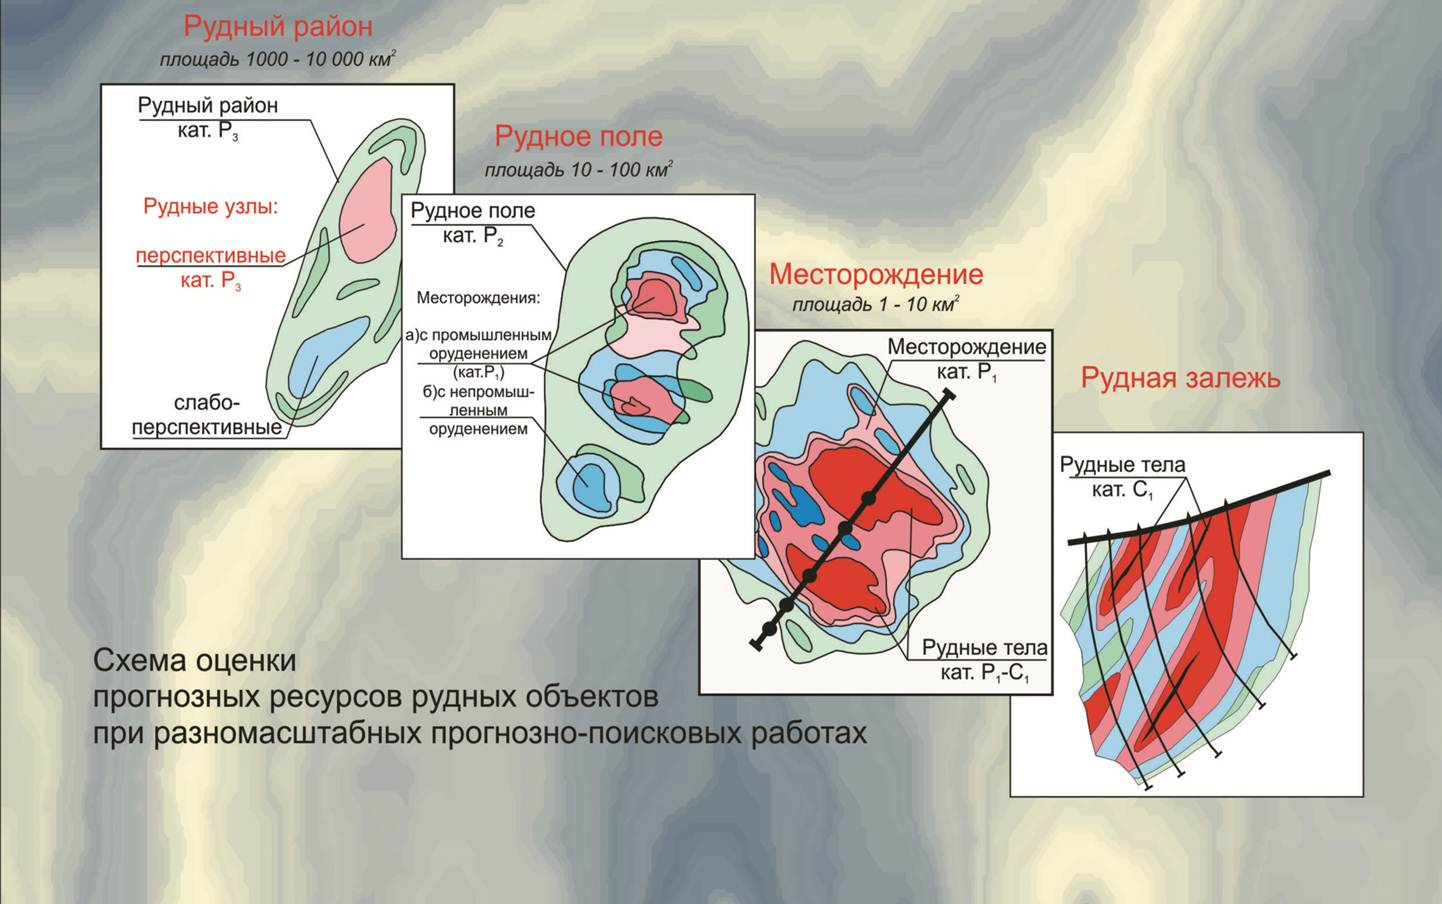 Рудный район
площадь 1000 - 10 000 км²
Рудный район
кат. P₃
Рудные узлы:
перспективные
кат. P₃
слабо-
перспективные
Рудное поле
площадь 10 - 100 км²
Рудное поле
кат. P₂
Месторождения:
а)с промышленным
оруденением
(кат.P₁)
б)с непромыш-
ленным
оруденением
Месторождение
площадь 1 - 10 км²
Месторождение
кат. P₁
Рудные тела
кат. P₁-C₁
Рудная залежь
Рудные тела
кат. C₁
Схема оценки
прогнозных ресурсов рудных объектов
при разномасштабных прогнозно-поисковых работах